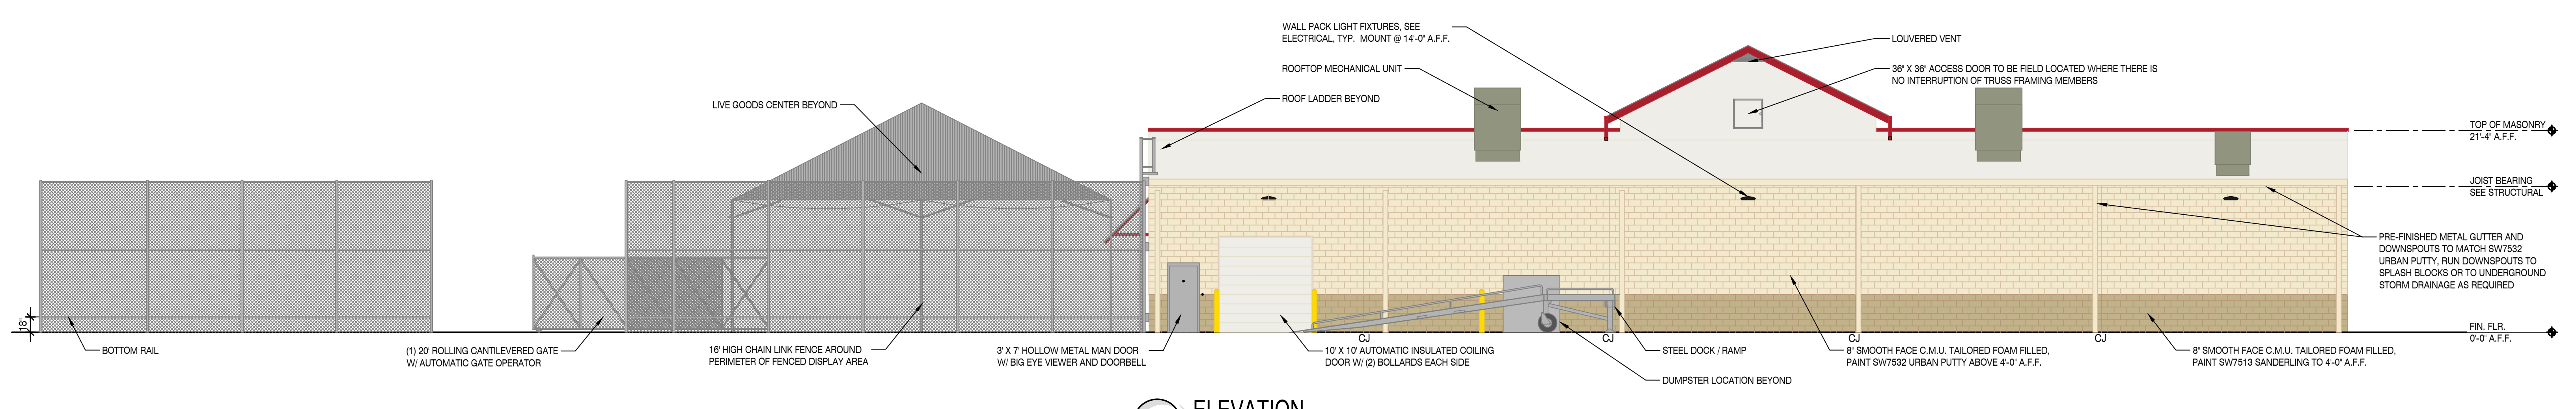 WALL PACK LIGHT FIXTURES, SEE
ELECTRICAL, TYP. MOUNT @ 14'-0" A.F.F.
ROOFTOP MECHANICAL UNIT
ROOF LADDER BEYOND
LIVE GOODS CENTER BEYOND
LOUVERED VENT
36" X 36" ACCESS DOOR TO BE FIELD LOCATED WHERE THERE IS
NO INTERRUPTION OF TRUSS FRAMING MEMBERS
TOP OF MASONRY
21'-4" A.F.F.
JOIST BEARING
SEE STRUCTURAL
PRE-FINISHED METAL GUTTER AND
DOWNSPOUTS TO MATCH SW7532
URBAN PUTTY, RUN DOWNSPOUTS TO
SPLASH BLOCKS OR TO UNDERGROUND
STORM DRAINAGE AS REQUIRED
FIN. FLR.
0'-0" A.F.F.
18"
BOTTOM RAIL
(1) 20' ROLLING CANTILEVERED GATE
W/ AUTOMATIC GATE OPERATOR
16' HIGH CHAIN LINK FENCE AROUND
PERIMETER OF FENCED DISPLAY AREA
3' X 7' HOLLOW METAL MAN DOOR
W/ BIG EYE VIEWER AND DOORBELL
10' X 10' AUTOMATIC INSULATED COILING
DOOR W/ (2) BOLLARDS EACH SIDE
CJ
CJ
CJ
CJ
STEEL DOCK / RAMP
DUMPSTER LOCATION BEYOND
8" SMOOTH FACE C.M.U. TAILORED FOAM FILLED,
PAINT SW7532 URBAN PUTTY ABOVE 4'-0" A.F.F.
8" SMOOTH FACE C.M.U. TAILORED FOAM FILLED,
PAINT SW7513 SANDERLING TO 4'-0" A.F.F.
ELEVATION